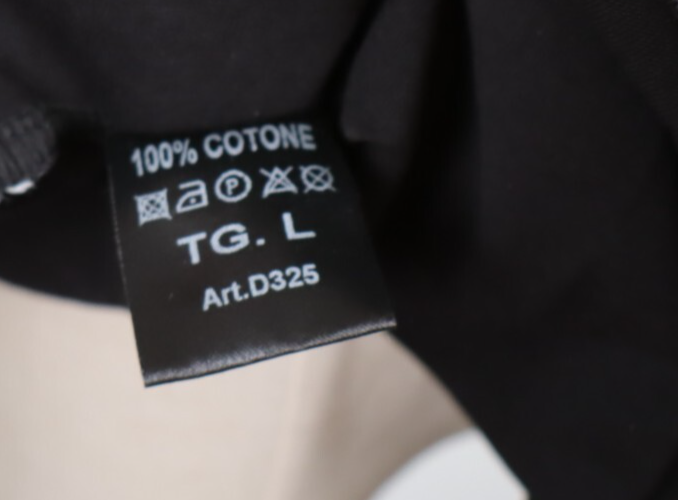 100% COTONE
P
TG. L
Art.D325